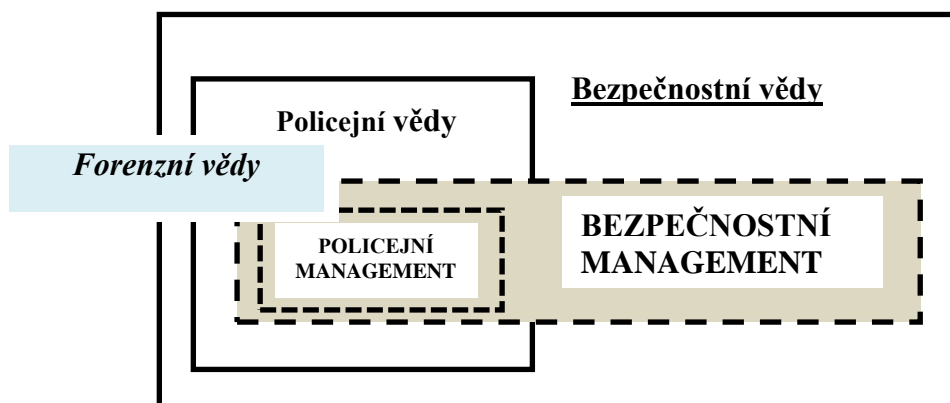 Bezpečnostní vědy
Policejní vědy
Forenzní vědy
POLICEJNÍ
MANAGEMENT
BEZPEČNOSTNÍ
MANAGEMENT